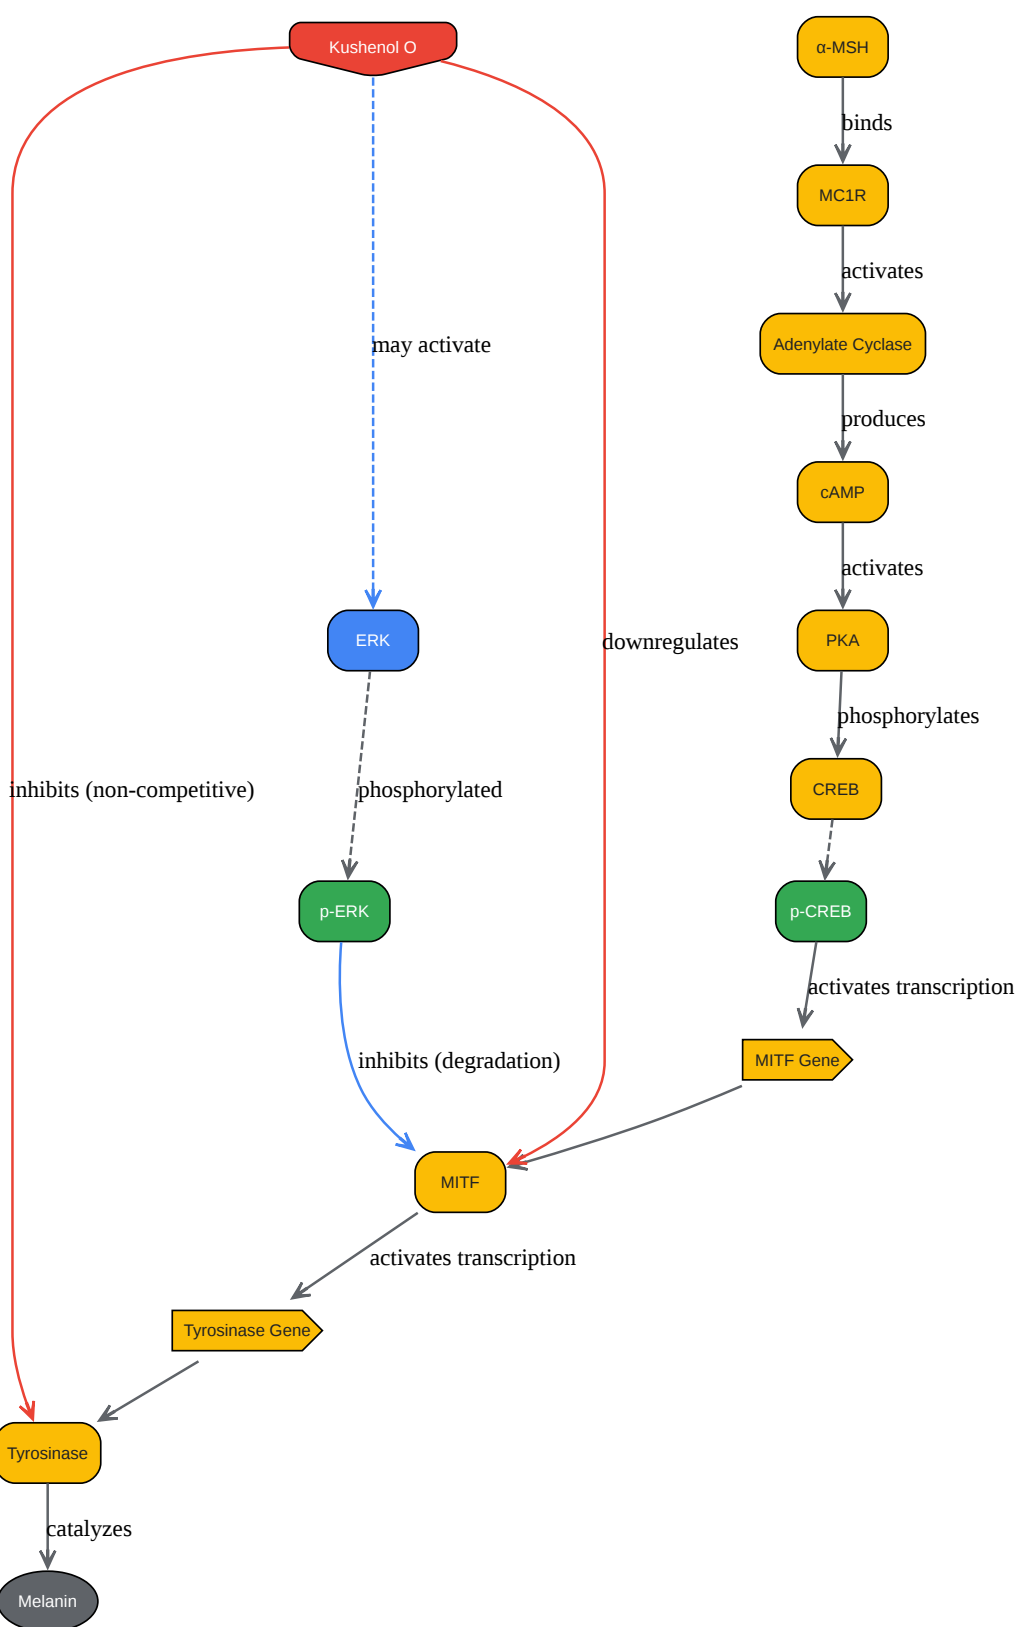 Kushenol O
α-MSH
binds
MC1R
activates
may activate
Adenylate Cyclase
produces
cAMP
activates
ERK
downregulates
PKA
phosphorylates
inhibits (non-competitive)
phosphorylated
CREB
p-ERK
p-CREB
activates transcription
inhibits (degradation)
MITF Gene
MITF
activates transcription
Tyrosinase Gene
Tyrosinase
catalyzes
Melanin